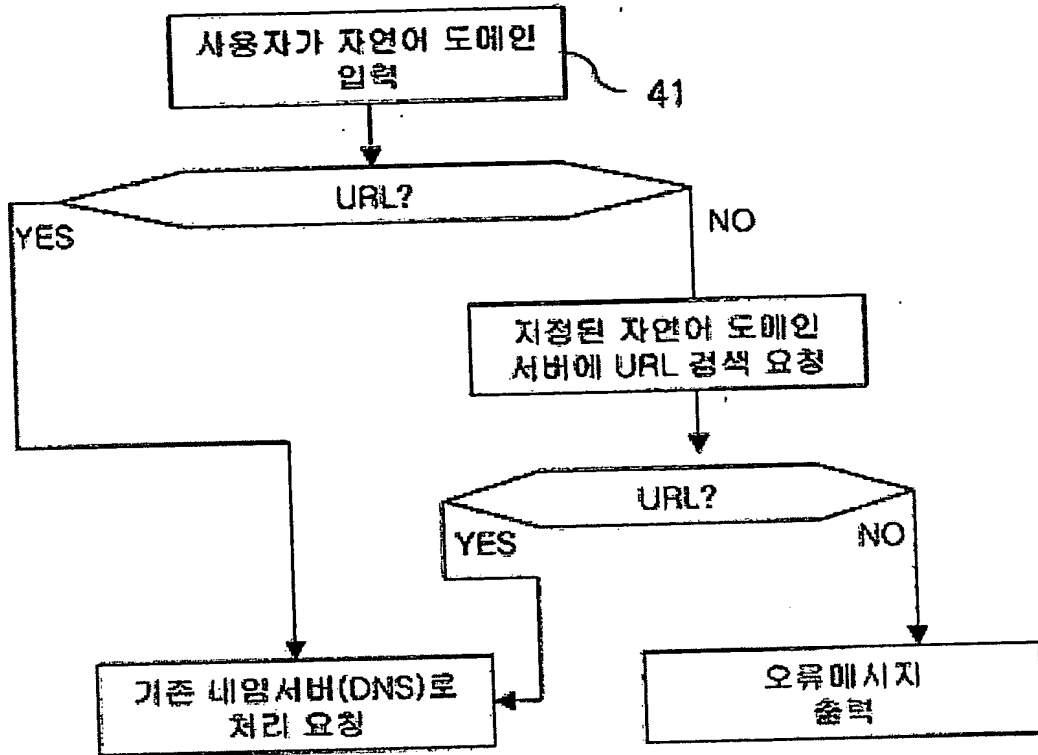 사용자가 자연어 도메인
입력
41
URL?
YES
NO
지정된 자연어 도메인
서버에 URL 검색 요청
URL?
YES
NO
기존 네임서버(DNS)로
처리 요청
오류메시지
출력